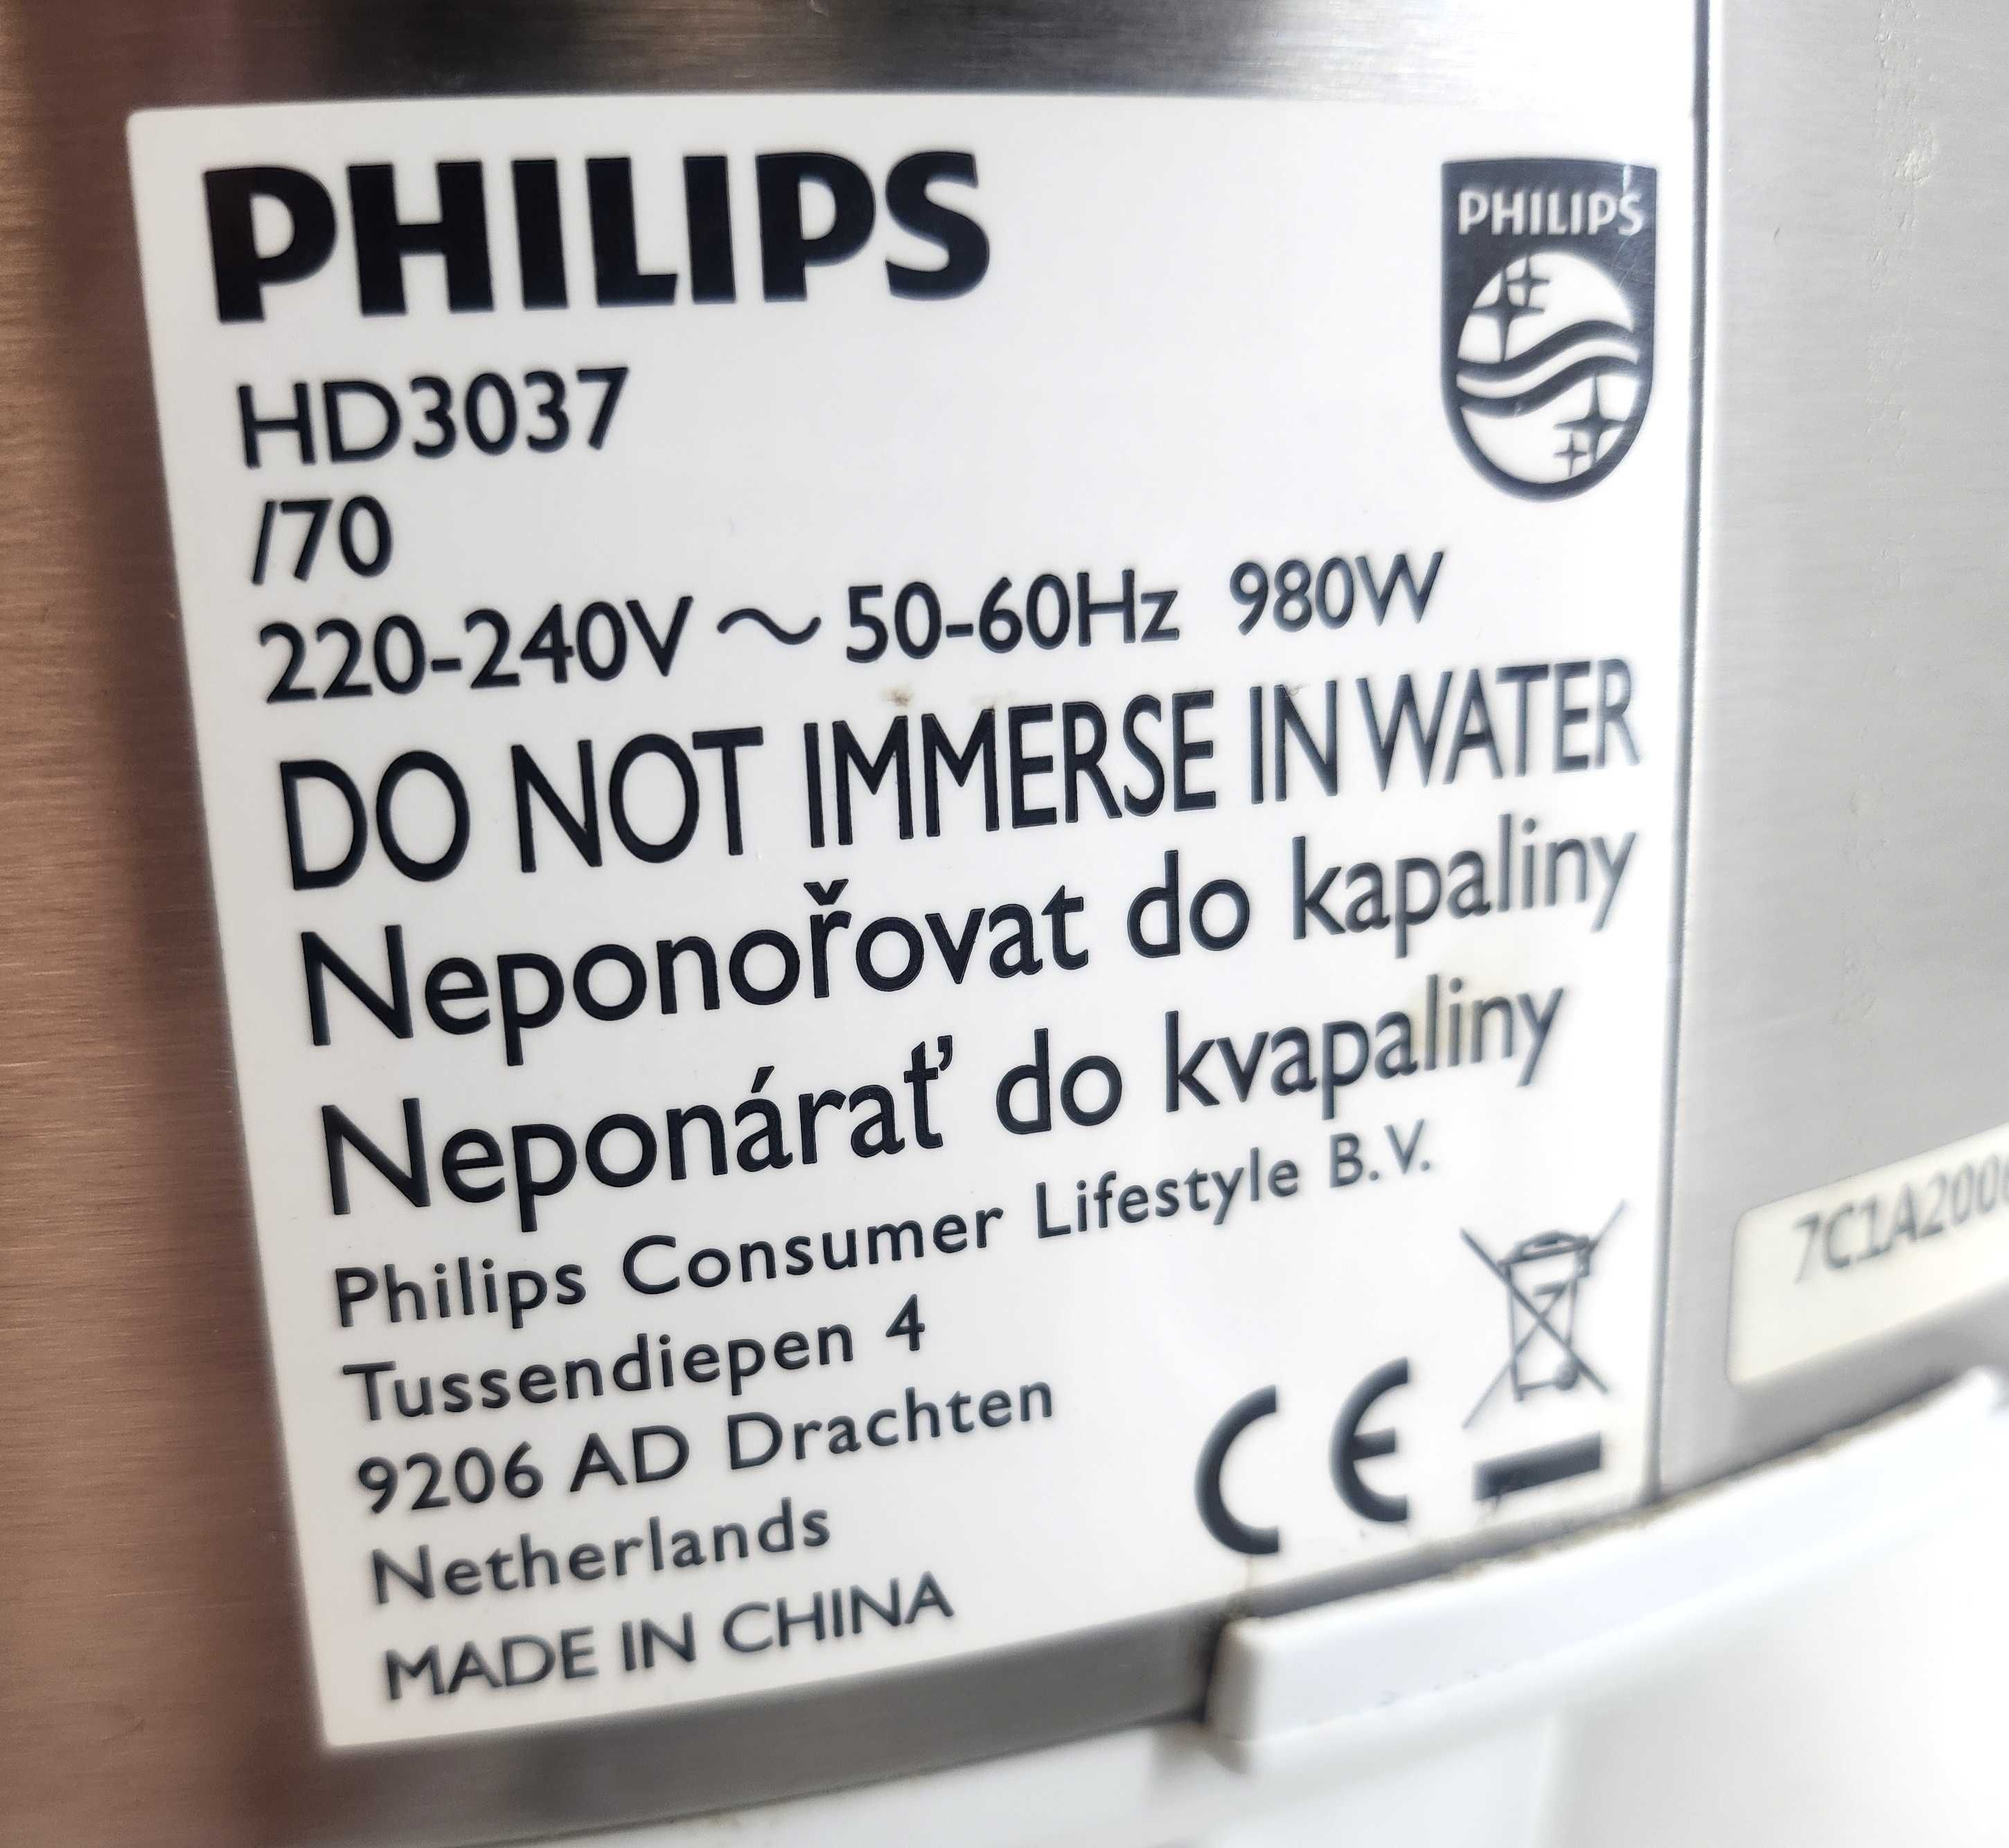 PHILIPS
PHILIPS
HD3037
/70
220-240V ~ 50-60Hz 980W
DO NOT IMMERSE IN WATER
Neponořovat do kapaliny
Neponárať do kvapaliny
Philips Consumer Lifestyle B.V.
Tussendiepen 4
9206 AD Drachten
Netherlands
MADE IN CHINA
CE